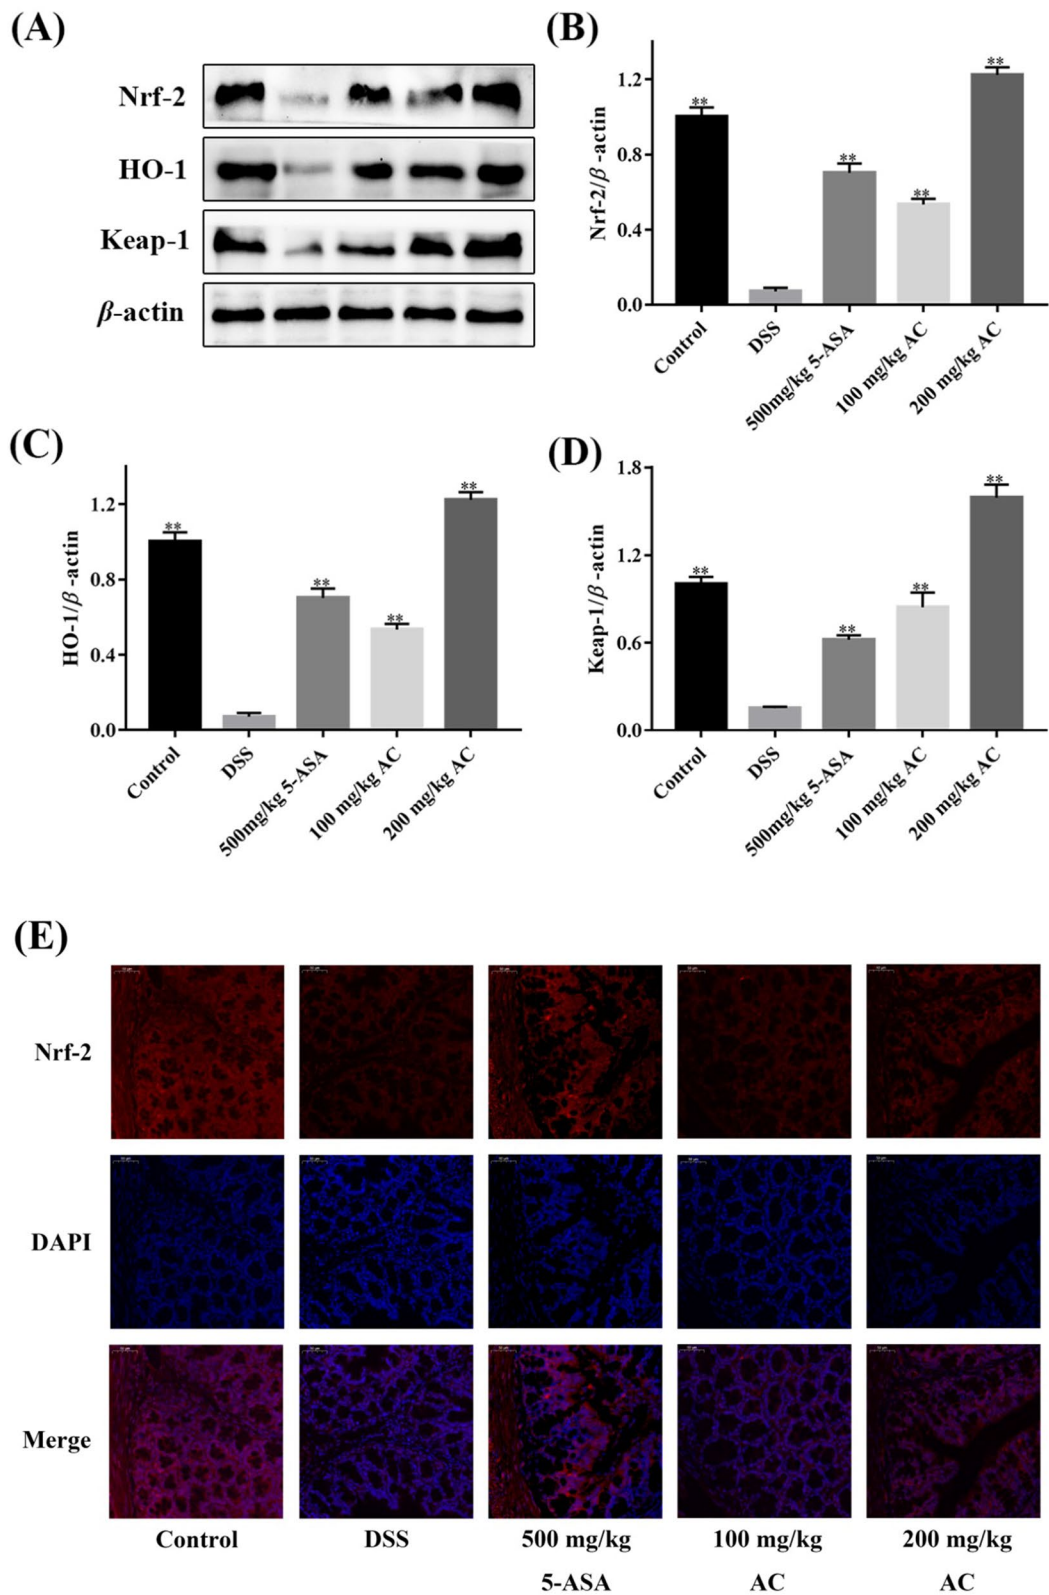 (A)
Nrf-2
HO-1
Keap-1
β-actin
(B)
Nrf-2/β-actin
1.2
0.8
0.4
0.0
**
**
**
**
Control
DSS
500mg/kg 5-ASA
100 mg/kg AC
200 mg/kg AC
(C)
HO-1/β-actin
1.2
0.8
0.4
0.0
**
**
**
**
Control
DSS
500mg/kg 5-ASA
100 mg/kg AC
200 mg/kg AC
(D)
Keap-1/β-actin
1.8
1.2
0.6
0.0
**
**
**
**
Control
DSS
500mg/kg 5-ASA
100 mg/kg AC
200 mg/kg AC
(E)
Nrf-2
DAPI
Merge
Control
DSS
500 mg/kg
5-ASA
100 mg/kg
AC
200 mg/kg
AC